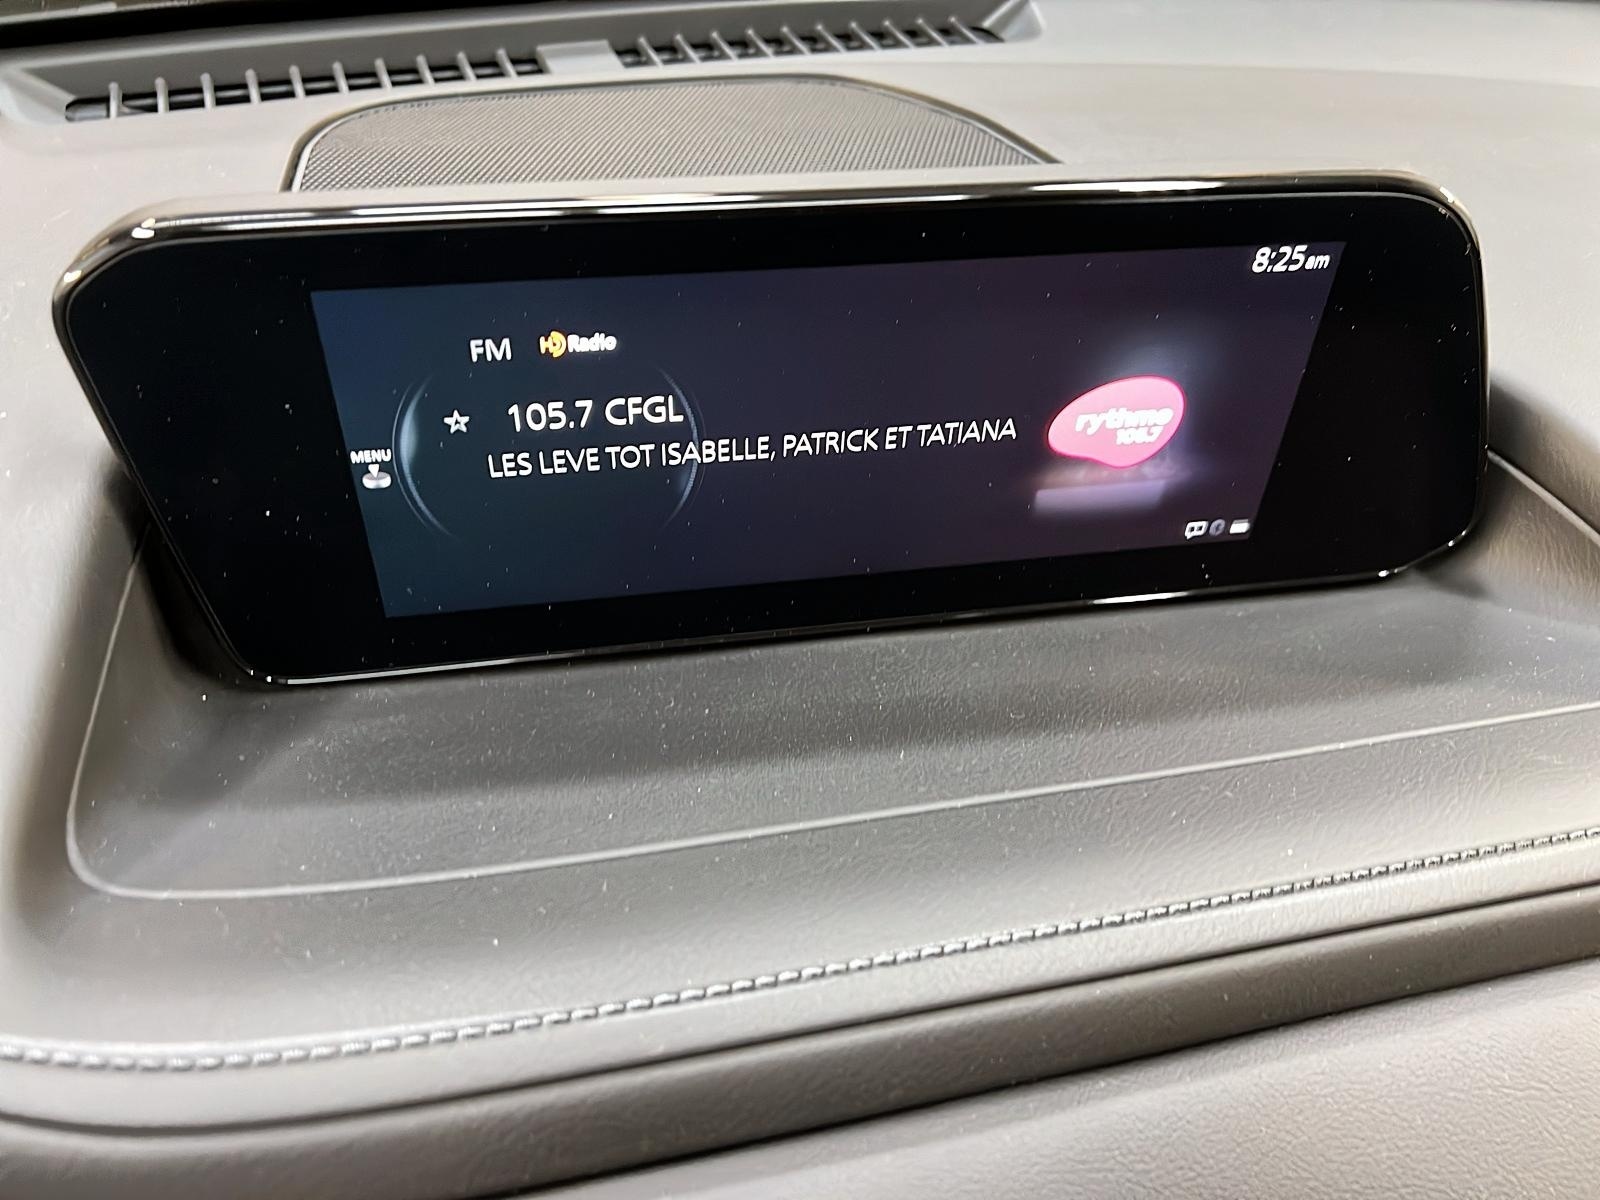 8:25am
FM HD Radio
105.7 CFGL
LES LEVE TOT ISABELLE, PATRICK ET TATIANA
MENU
rythme
105.7